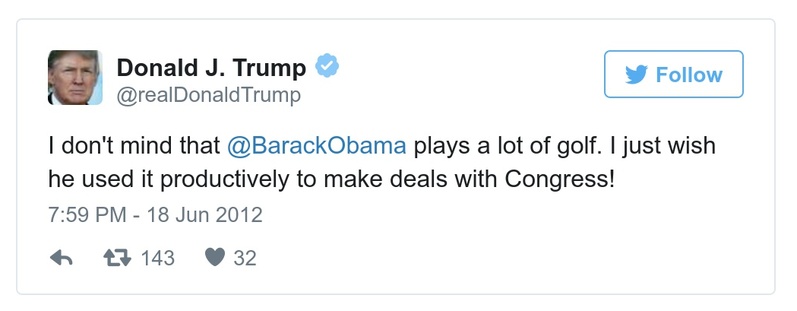 Donald J. Trump
@realDonaldTrump
Follow
I don't mind that @BarackObama plays a lot of golf. I just wish
he used it productively to make deals with Congress!
7:59 PM - 18 Jun 2012
143 32